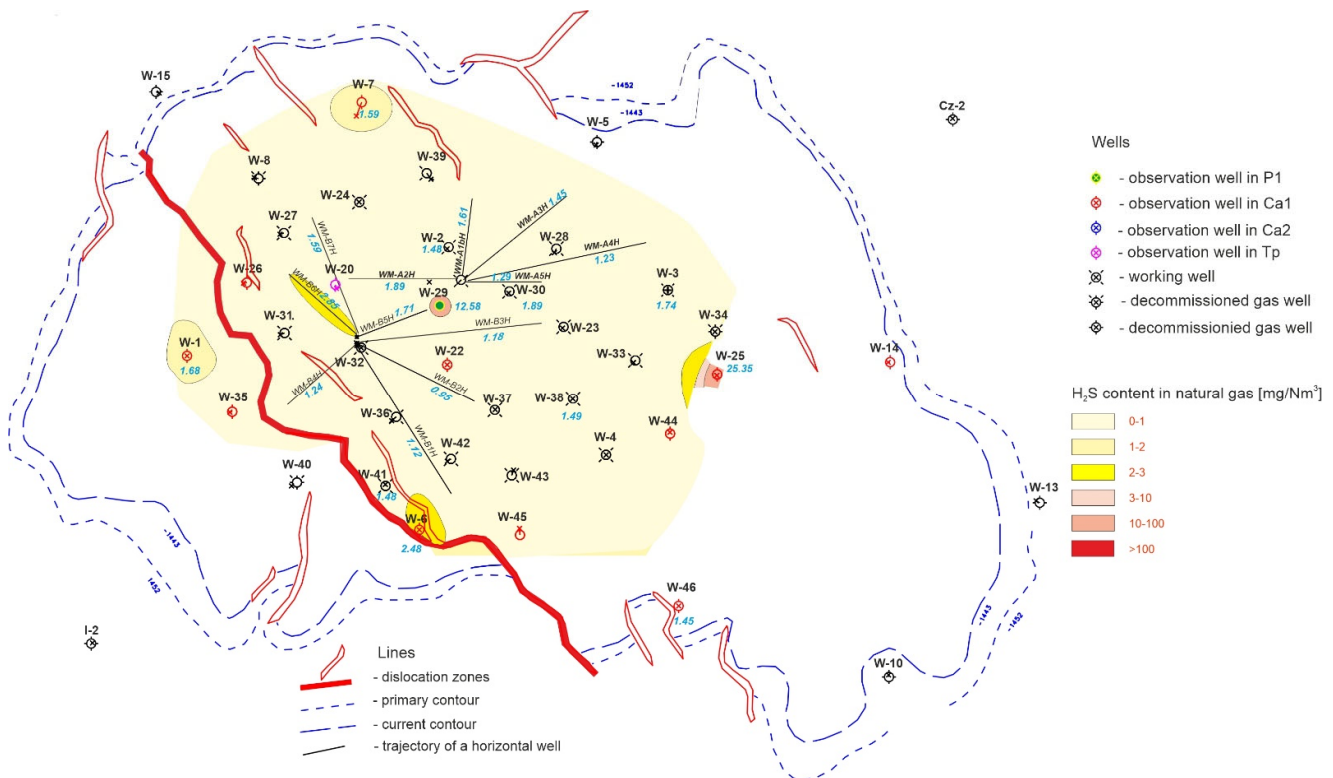 W-15
W-7
1.59
-1452
-1443
W-5
Cz-2
W-8
W-39
W-24
W-27
WM-B7H
1.59
W-2
1.48
WM-A1bH
1.61
WM-A3H
1.45
W-28
WM-A4H
1.23
W-26
W-20
WM-A2H
1.89
1.29
WM-A5H
W-30
1.89
W-3
1.74
WM-B6H
2.85
W-29
12.58
1.71
WM-B5H
W-31
WM-B3H
1.18
W-23
W-34
W-1
1.68
W-32
W-22
W-33
W-25
25.35
W-14
WM-B4H
1.24
WM-B2H
0.95
W-35
W-36
W-37
W-38
1.49
W-44
WM-B1H
1.12
W-42
W-4
W-43
W-40
W-41
1.48
W-13
W-6
2.48
W-45
-1443
1452
W-46
1.45
-1443
-1452
I-2
W-10
Wells
- observation well in P1
- observation well in Ca1
- observation well in Ca2
- observation well in Tp
- working well
- decommissioned gas well
- decommissionied gas well
H₂S content in natural gas [mg/Nm³]
0-1
1-2
2-3
3-10
10-100
>100
Lines
- dislocation zones
- primary contour
- current contour
- trajectory of a horizontal well